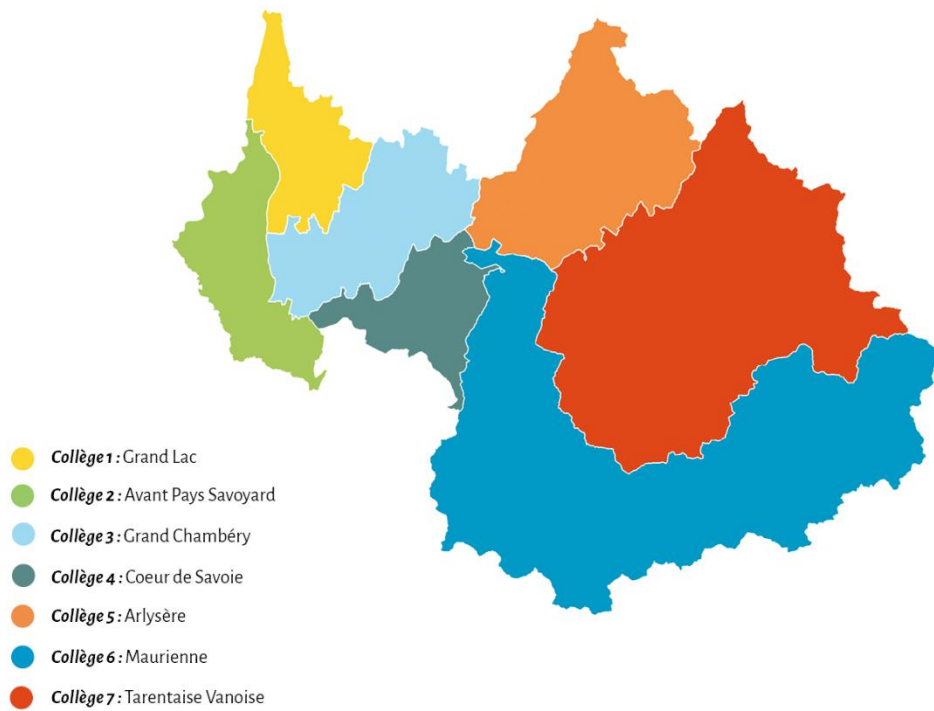 Collège 1 : Grand Lac
Collège 2 : Avant Pays Savoyard
Collège 3 : Grand Chambéry
Collège 4 : Coeur de Savoie
Collège 5 : Arlysère
Collège 6 : Maurienne
Collège 7 : Tarentaise Vanoise